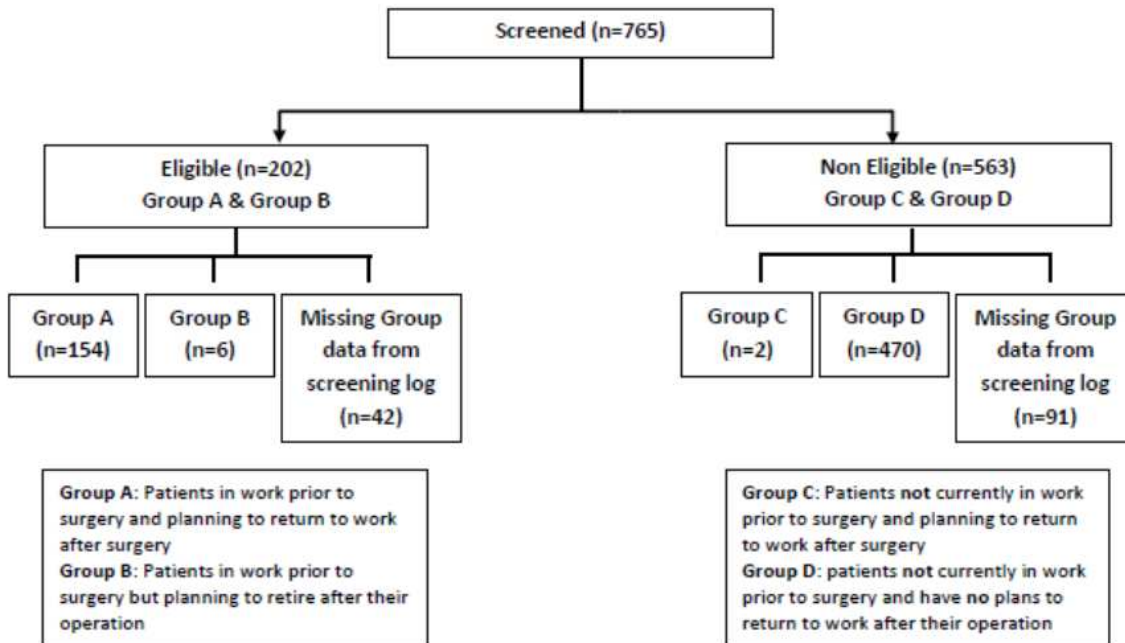 Screened (n=765)
Eligible (n=202)
Group A & Group B
Non Eligible (n=563)
Group C & Group D
Group A
(n=154)
Group B
(n=6)
Missing Group
data from
screening log
(n=42)
Group C
(n=2)
Group D
(n=470)
Missing Group
data from
screening log
(n=91)
Group A: Patients in work prior to
surgery and planning to return to work
after surgery
Group B: Patients in work prior to
surgery but planning to retire after their
operation
Group C: Patients not currently in work
prior to surgery and planning to return
to work after surgery
Group D: patients not currently in work
prior to surgery and have no plans to
return to work after their operation